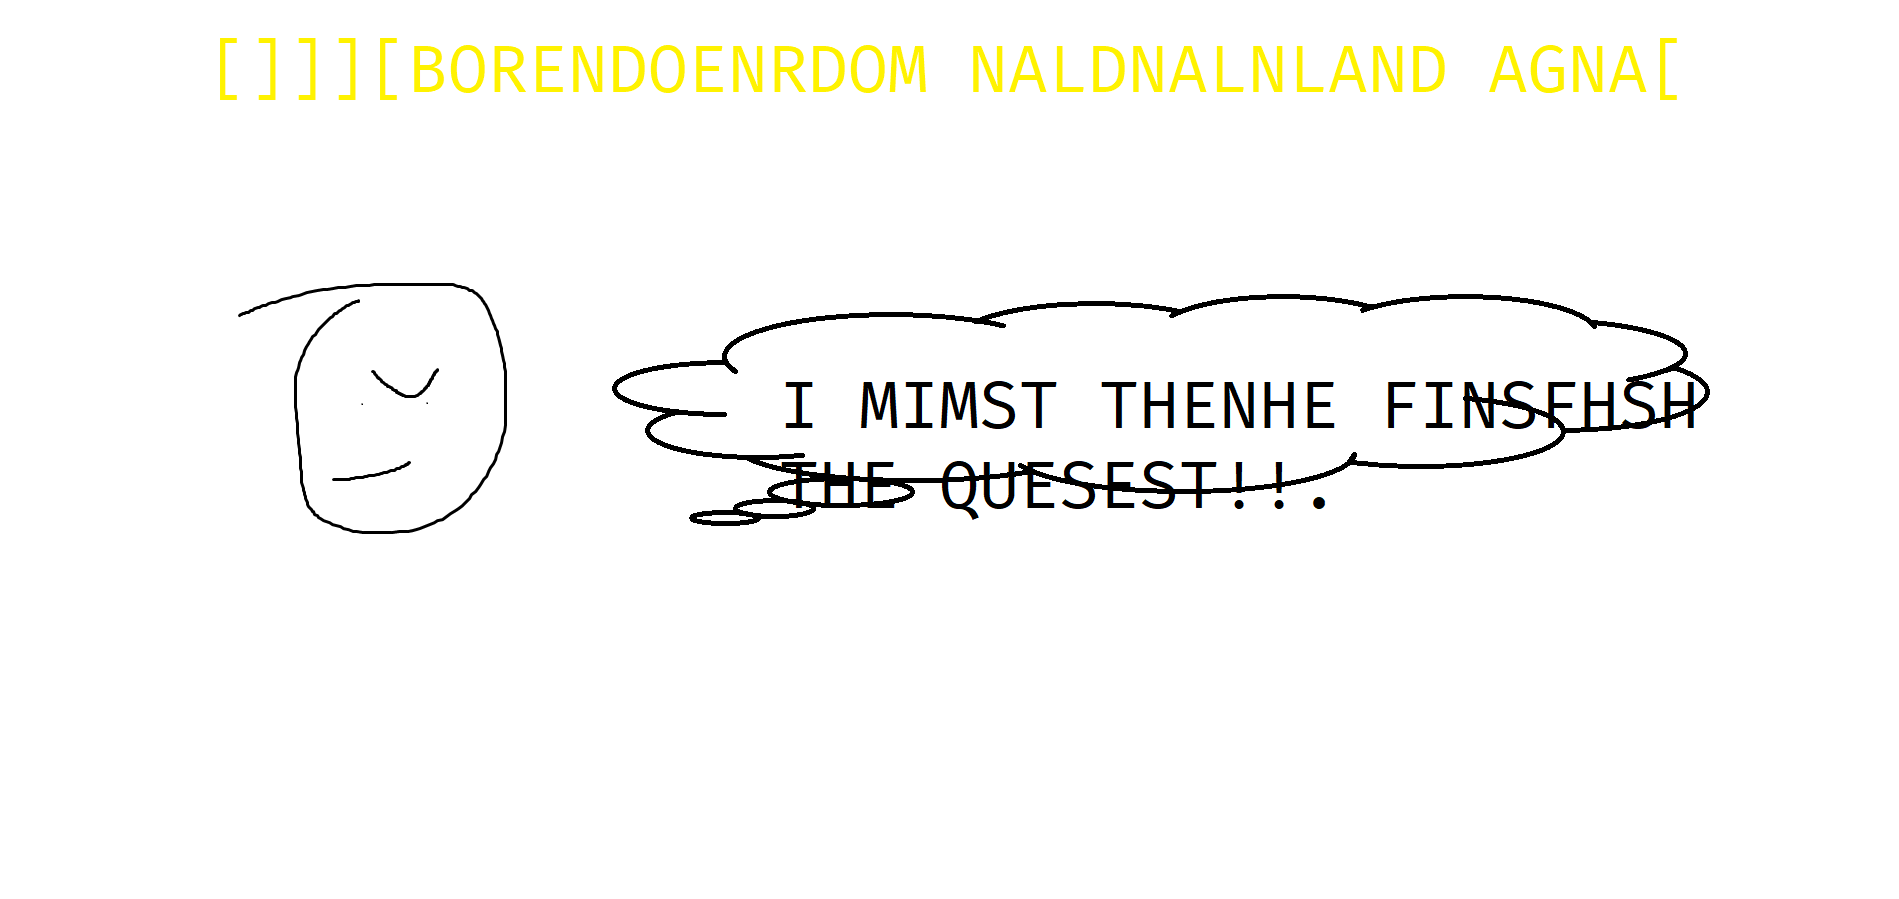 []]][BORENDOENRDOM NALDNALNLAND AGNA[
I MIMST THENHE FINSFHSH
THE QUESEST!!.